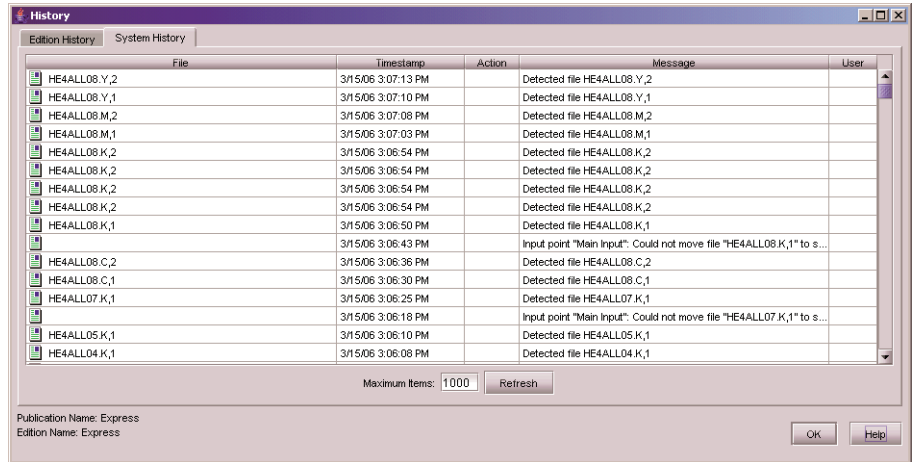 History
Edition History System History
File Timestamp Action Message User
HE4ALL08.Y,2 3/15/06 3:07:13 PM Detected file HE4ALL08.Y,2
HE4ALL08.Y,1 3/15/06 3:07:10 PM Detected file HE4ALL08.Y,1
HE4ALL08.M,2 3/15/06 3:07:08 PM Detected file HE4ALL08.M,2
HE4ALL08.M,1 3/15/06 3:07:03 PM Detected file HE4ALL08.M,1
HE4ALL08.K,2 3/15/06 3:06:54 PM Detected file HE4ALL08.K,2
HE4ALL08.K,2 3/15/06 3:06:54 PM Detected file HE4ALL08.K,2
HE4ALL08.K,2 3/15/06 3:06:54 PM Detected file HE4ALL08.K,2
HE4ALL08.K,2 3/15/06 3:06:54 PM Detected file HE4ALL08.K,2
HE4ALL08.K,1 3/15/06 3:06:50 PM Detected file HE4ALL08.K,1
3/15/06 3:06:43 PM Input point "Main Input": Could not move file "HE4ALL08.K,1" to s...
HE4ALL08.C,2 3/15/06 3:06:36 PM Detected file HE4ALL08.C,2
HE4ALL08.C,1 3/15/06 3:06:30 PM Detected file HE4ALL08.C,1
HE4ALL07.K,1 3/15/06 3:06:25 PM Detected file HE4ALL07.K,1
3/15/06 3:06:18 PM Input point "Main Input": Could not move file "HE4ALL07.K,1" to s...
HE4ALL05.K,1 3/15/06 3:06:10 PM Detected file HE4ALL05.K,1
HE4ALL04.K,1 3/15/06 3:06:08 PM Detected file HE4ALL04.K,1
Maximum Items: 1000 Refresh
Publication Name: Express
Edition Name: Express
OK Help